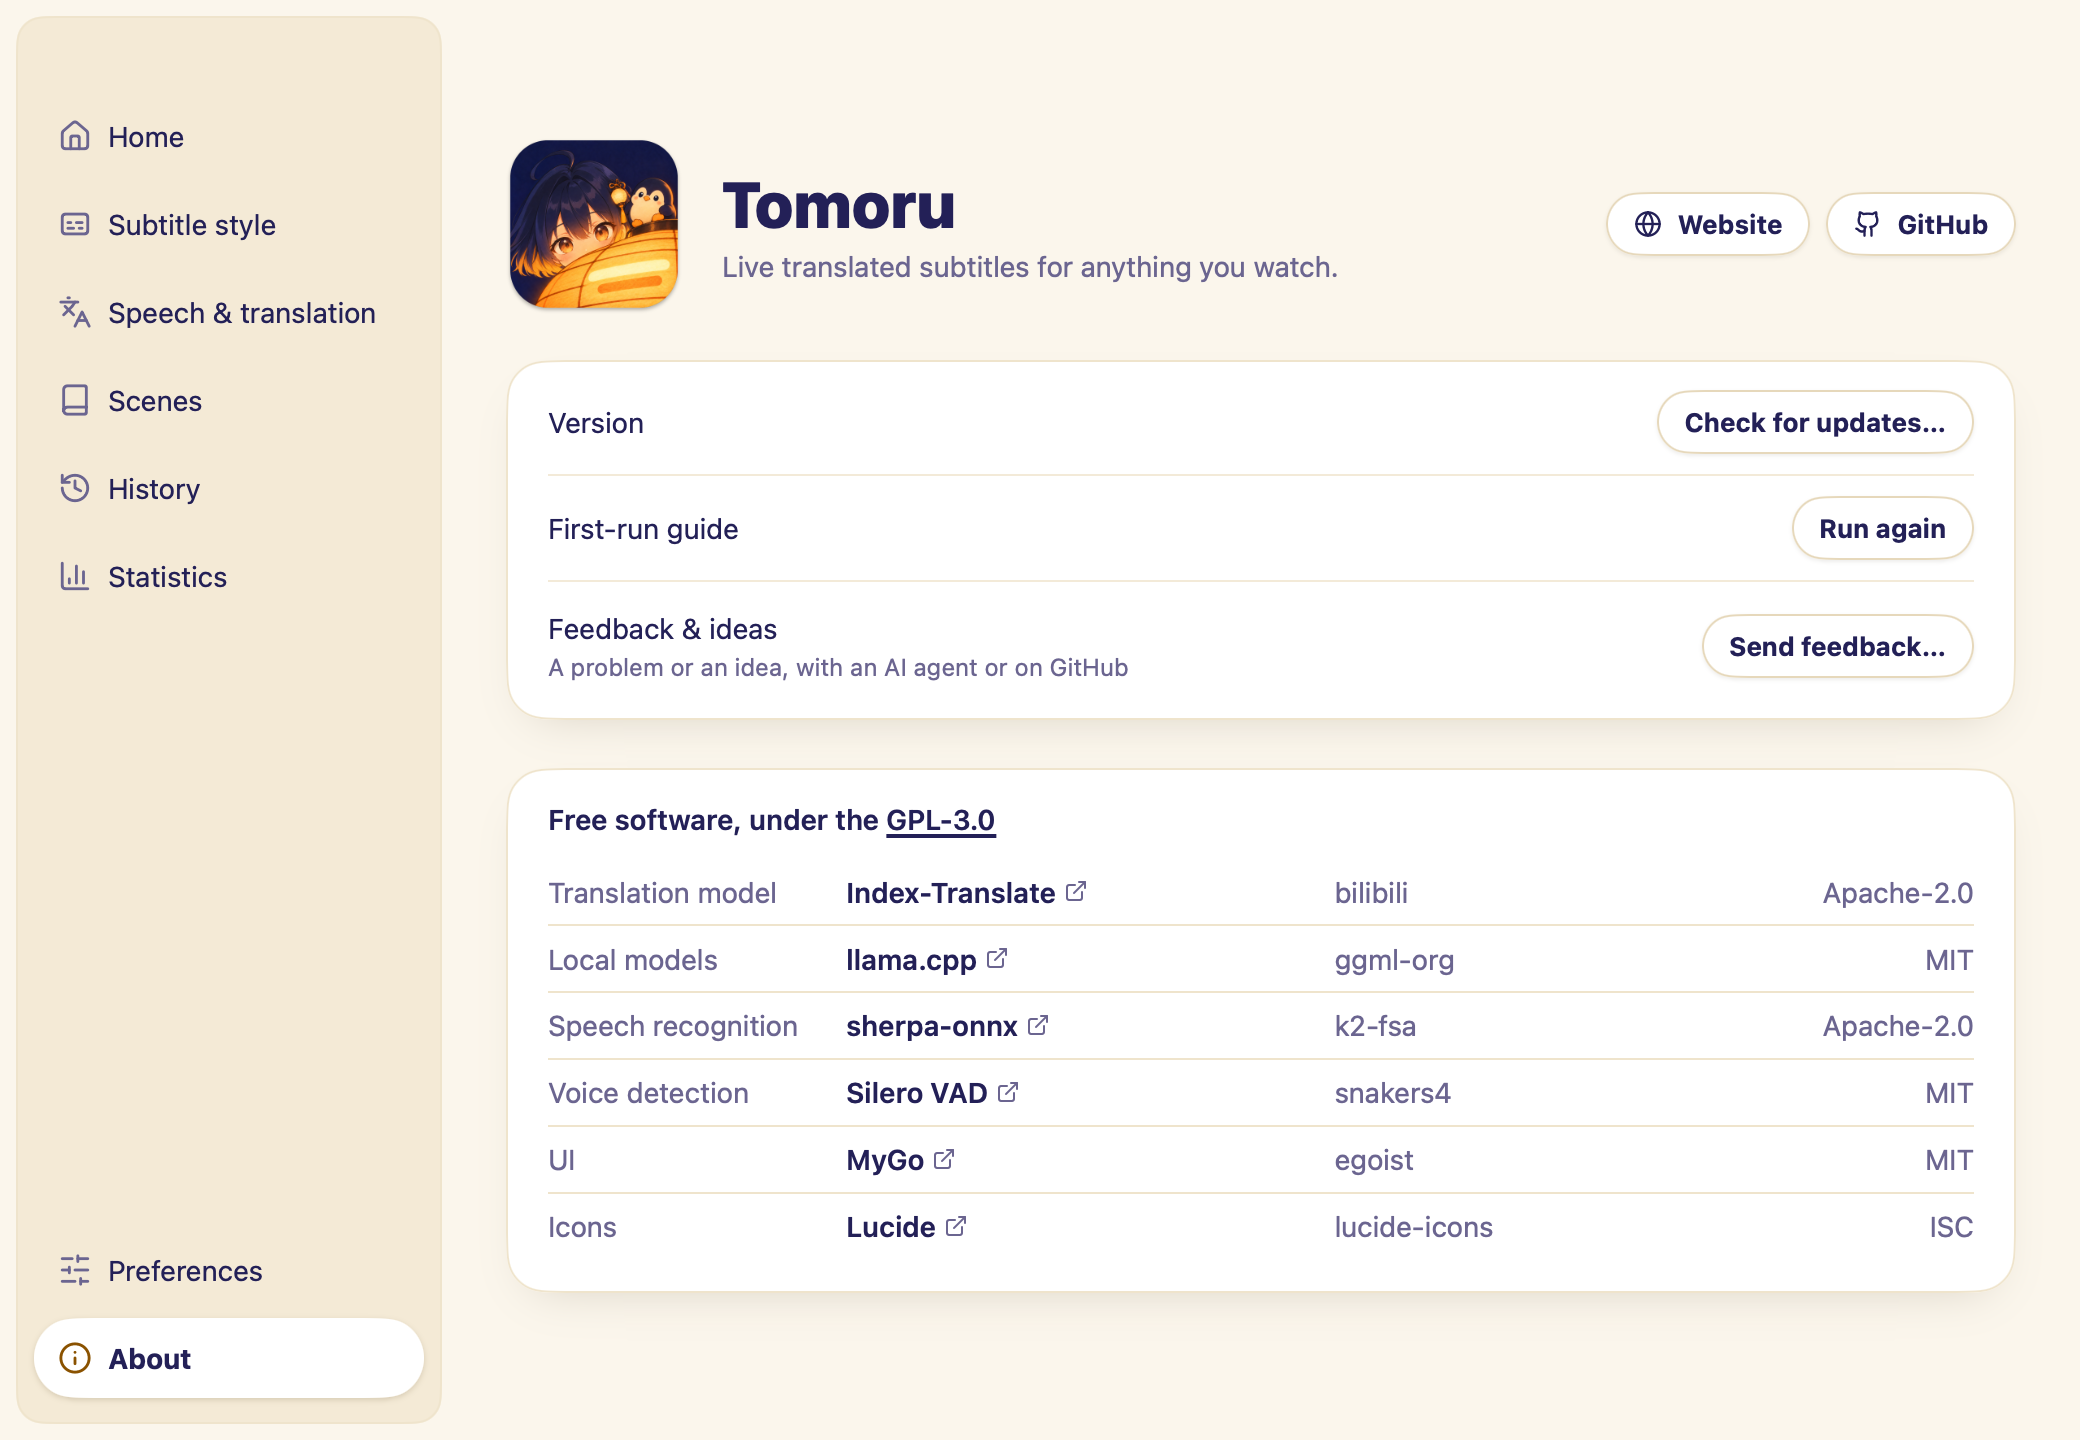 Home
Subtitle style
Speech & translation
Scenes
History
Statistics
Preferences
About
Tomoru
Live translated subtitles for anything you watch.
Website
GitHub
Version
Check for updates...
First-run guide
Run again
Feedback & ideas
A problem or an idea, with an AI agent or on GitHub
Send feedback...
Free software, under the GPL-3.0
Translation model Index-Translate bilibili Apache-2.0
Local models llama.cpp ggml-org MIT
Speech recognition sherpa-onnx k2-fsa Apache-2.0
Voice detection Silero VAD snakers4 MIT
UI MyGo egoist MIT
Icons Lucide lucide-icons ISC